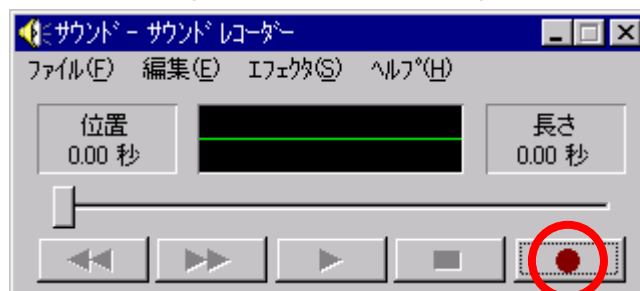 ｻｳﾝﾄﾞ - ｻｳﾝﾄﾞ ﾚｺｰﾀﾞｰ
ﾌｧｲﾙ(F) 編集(E) ｴﾌｪｸﾀ(S) ﾍﾙﾌﾟ(H)
位置
0.00 秒
長さ
0.00 秒